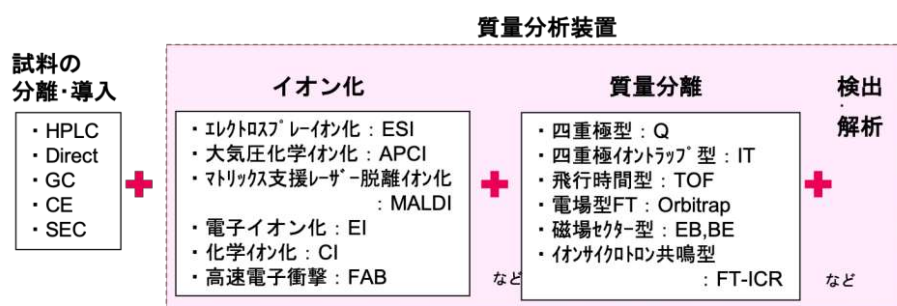 質量分析装置
試料の
分離・導入
・HPLC
・Direct
・GC
・CE
・SEC
+
イオン化
・エレクトロスプレーイオン化：ESI
・大気圧化学イオン化：APCI
・マトリックス支援レーザー脱離イオン化
：MALDI
・電子イオン化：EI
・化学イオン化：CI
・高速電子衝撃：FAB
など
+
質量分離
・四重極型：Q
・四重極イオントラップ型：IT
・飛行時間型：TOF
・電場型FT：Orbitrap
・磁場セクター型：EB,BE
・イオンサイクロトロン共鳴型
：FT-ICR
など
+
検出
・
解析